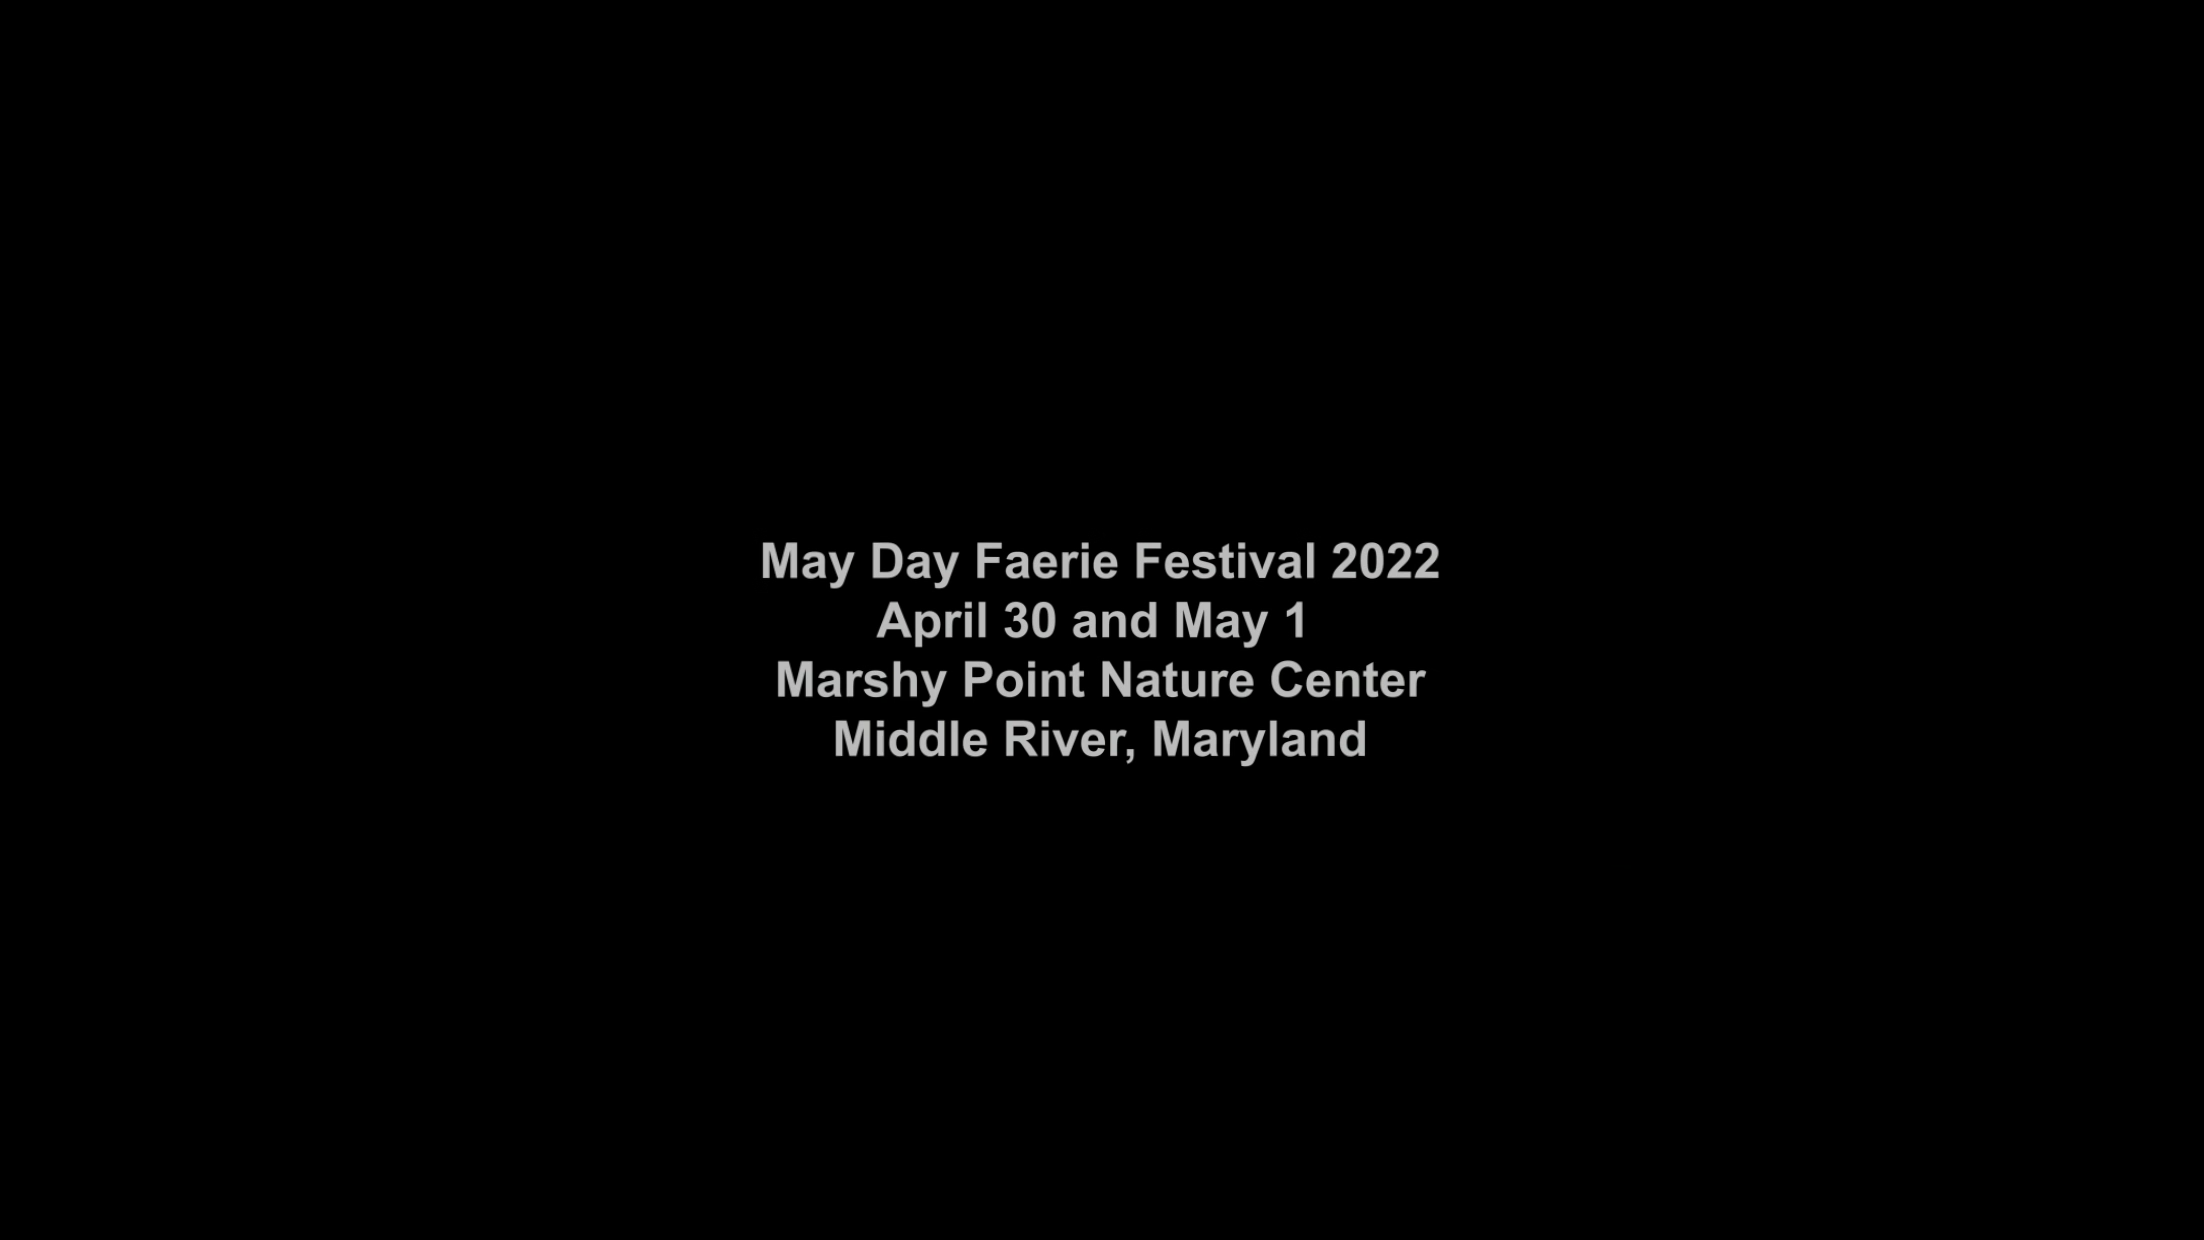 May Day Faerie Festival 2022
April 30 and May 1
Marshy Point Nature Center
Middle River, Maryland